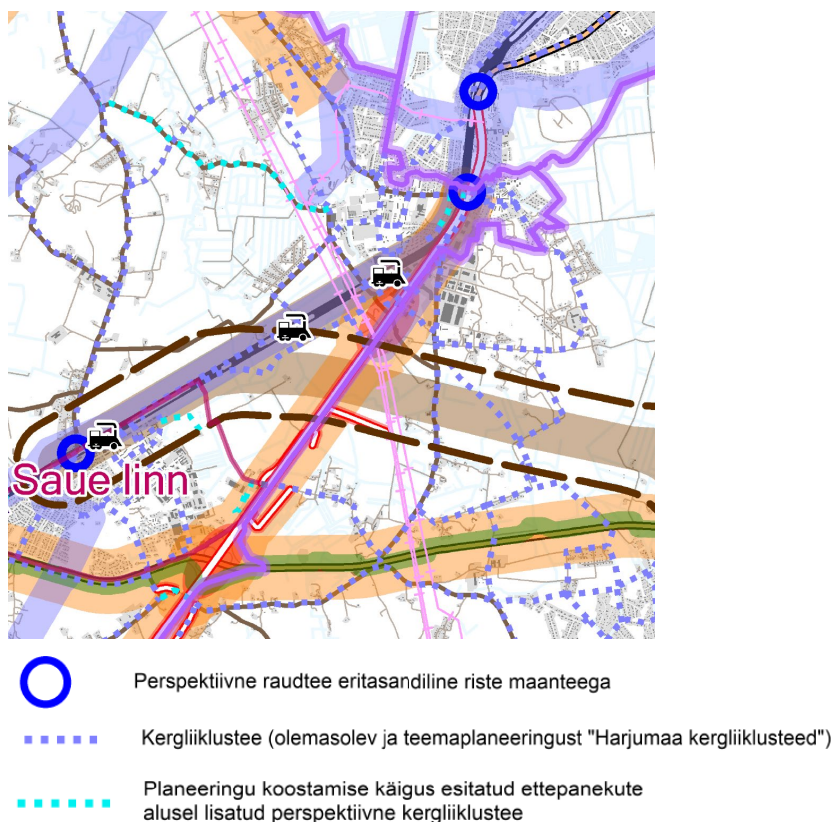 Saue linn
Perspektiivne raudtee eritasandiline riste maanteega
Kergliiklustee (olemasolev ja teemaplaneeringust "Harjumaa kergliiklusteed")
Planeeringu koostamise käigus esitatud ettepanekute
alusel lisatud perspektiivne kergliiklustee